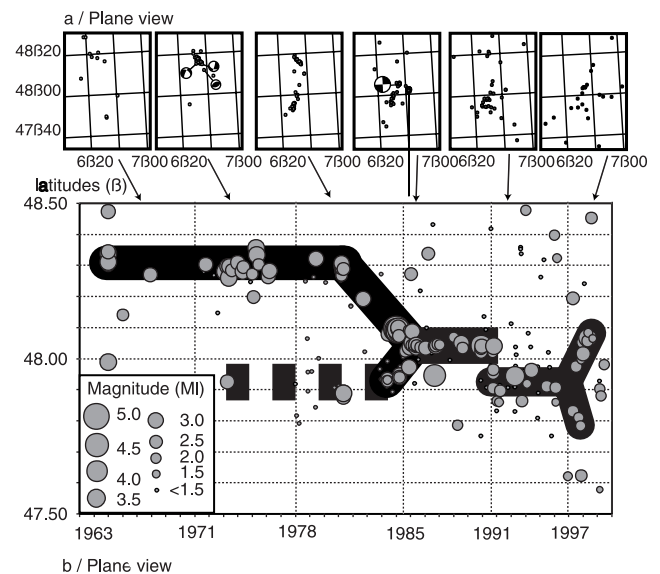 a / Plane view
48ß20
48ß00
47ß40
6ß20 7ß00 6ß20 7ß00 6ß20 7ß00 6ß20 7ß00 6ß20 7ß00 6ß20 7ß00
latitudes (ß)
48.50
48.00
47.50
Magnitude (Ml)
5.0
4.5
4.0
3.5
3.0
2.5
2.0
1.5
<1.5
1963 1971 1978 1985 1991 1997
b / Plane view